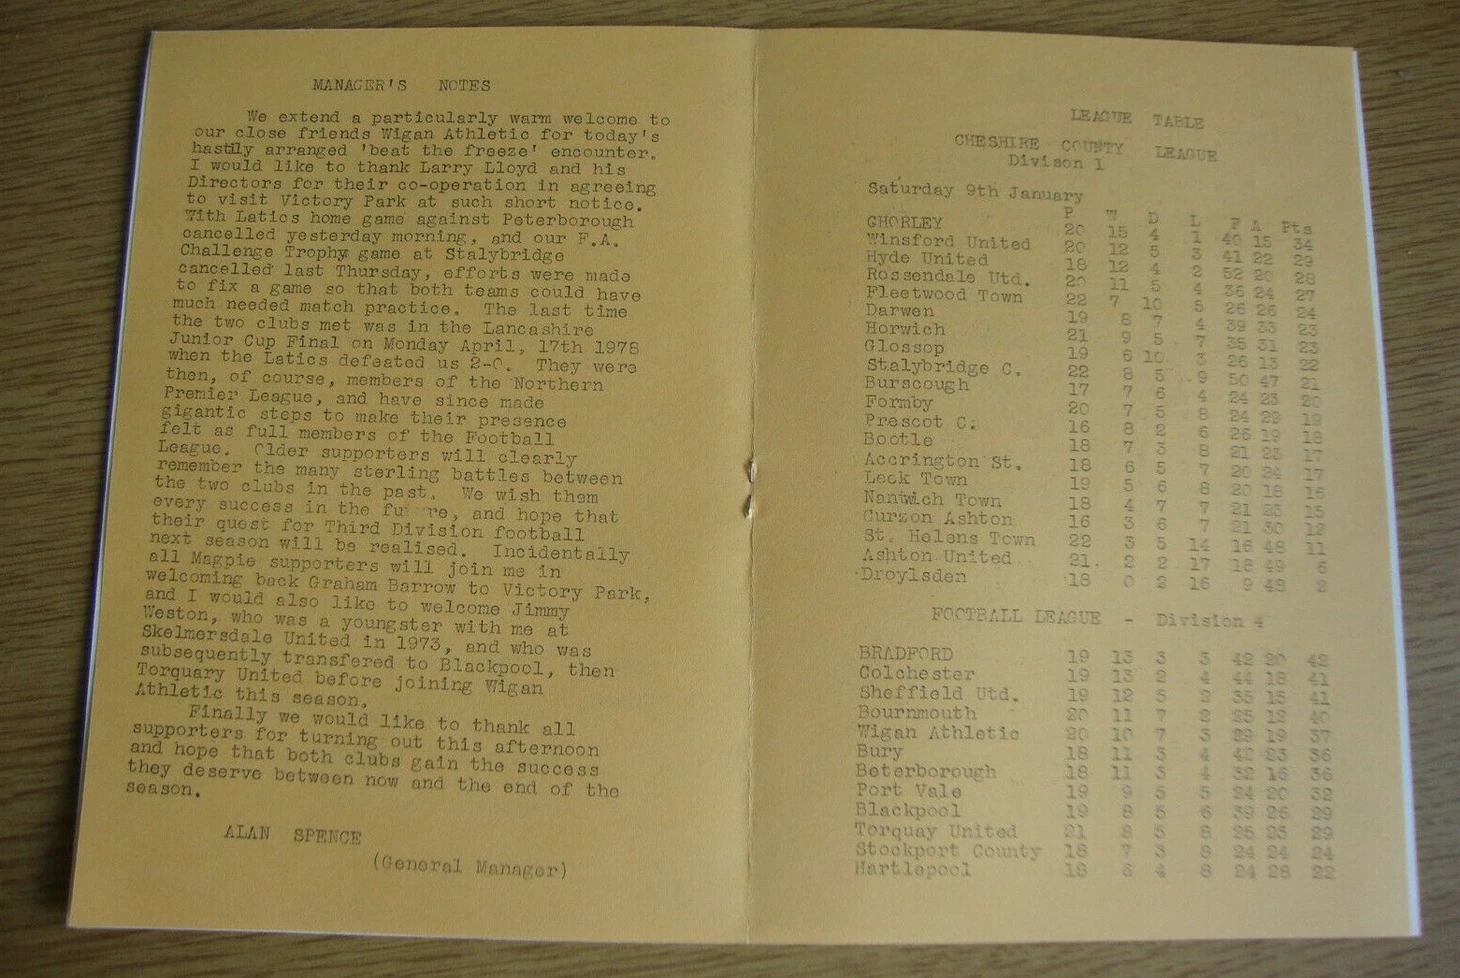 MANAGER'S NOTES
We extend a particularly warm welcome to
our close friends Wigan Athletic for today's
hastily arranged 'beat the freeze' encounter.
I would like to thank Larry Lloyd and his
Directors for their co-operation in agreeing
to visit Victory Park at such short notice.
With Latics home game against Peterborough
cancelled yesterday morning, and our F.A.
Challenge Trophy game at Stalybridge
cancelled last Thursday, efforts were made
to fix a game so that both teams could have
much needed match practice. The last time
the two clubs met was in the Lancashire
Junior Cup Final on Monday April, 17th 1978
when the Latics defeated us 2-0. They were
then, of course, members of the Northern
Premier League, and have since made
gigantic steps to make their presence
felt as full members of the Football
League. Older supporters will clearly
remember the many sterling battles between
the two clubs in the past. We wish them
every success in the fu re, and hope that
their quest for Third Division football
next season will be realised. Incidentally
all Magpie supporters will join me in
welcoming back Graham Barrow to Victory Park,
and I would also like to welcome Jimmy
Weston, who was a youngster with me at
Skelmersdale United in 1973, and who was
subsequently transfered to Blackpool, then
Torquary United before joining Wigan
Athletic this season.
Finally we would like to thank all
supporters for turning out this afternoon
and hope that both clubs gain the success
they deserve between now and the end of the
season.
ALAN SPENCE
(General Manager)
LEAGUE TABLE
CHESHIRE COUNTY LEAGUE
Divison 1
Saturday 9th January
P W D L F A Pts
CHORLEY 20 15 4 1 40 15 34
Winsford United 20 12 5 3 41 22 29
Hyde United 18 12 4 2 52 20 28
Rossendale Utd. 20 11 5 4 36 24 27
Fleetwood Town 22 7 10 5 26 26 24
Darwen 19 8 7 4 39 33 23
Horwich 21 9 5 7 35 31 23
Glossop 19 6 10 3 26 13 22
Stalybridge C. 22 8 5 9 50 47 21
Burscough 17 7 6 4 24 23 20
Formby 20 7 5 8 24 29 19
Prescot C. 16 8 2 6 26 19 18
Bootle 18 7 3 8 21 23 17
Accrington St. 18 6 5 7 20 24 17
Leek Town 19 5 6 8 20 18 16
Nantwich Town 18 4 7 7 21 25 15
Curzon Ashton 16 3 6 7 21 30 12
St. Helens Town 22 3 5 14 16 48 11
Ashton United 21 2 2 17 18 49 6
Droylsden 18 0 2 16 9 48 2
FOOTBALL LEAGUE - Division 4
BRADFORD 19 13 3 3 42 20 42
Colchester 19 13 2 4 44 18 41
Sheffield Utd. 19 12 5 2 35 15 41
Bournmouth 20 11 7 2 25 12 40
Wigan Athletic 20 10 7 3 29 19 37
Bury 18 11 3 4 42 23 36
Beterborough 18 11 3 4 32 16 36
Port Vale 19 9 5 5 24 20 32
Blackpool 19 8 5 6 39 26 29
Torquay United 21 8 5 8 25 23 29
Stockport County 18 7 3 8 24 24 24
Hartlepool 18 6 4 8 24 28 22